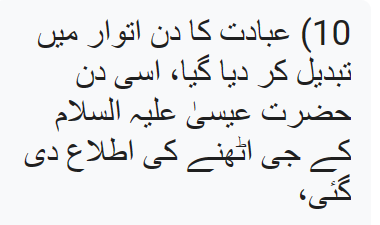 10) عبادت کا دن اتوار میں
تبدیل کر دیا گیا، اسی دن
حضرت عیسیٰ علیہ السلام
کے جی اٹھنے کی اطلاع دی
گئی،